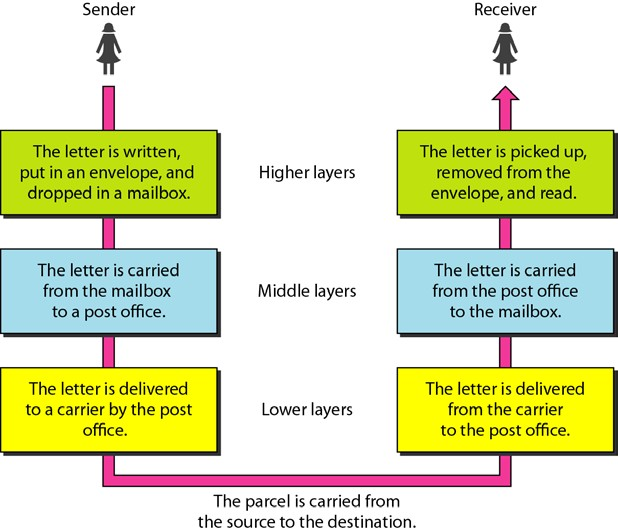 Sender
Receiver
The letter is written,
put in an envelope, and
dropped in a mailbox.
Higher layers
The letter is picked up,
removed from the
envelope, and read.
The letter is carried
from the mailbox
to a post office.
Middle layers
The letter is carried
from the post office
to the mailbox.
The letter is delivered
to a carrier by the post
office.
Lower layers
The letter is delivered
from the carrier
to the post office.
The parcel is carried from
the source to the destination.